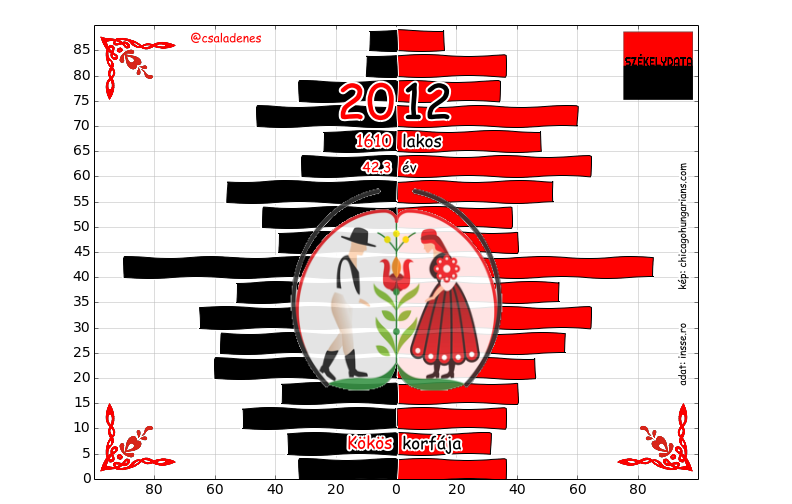 @csaladenes
SZÉKELYDATA
2012
1610 lakos
42.3 év
kép: chicagohungarians.com
adat: insse.ro
Kökös korfája
85
80
75
70
65
60
55
50
45
40
35
30
25
20
15
10
5
0
80 60 40 20 0 20 40 60 80